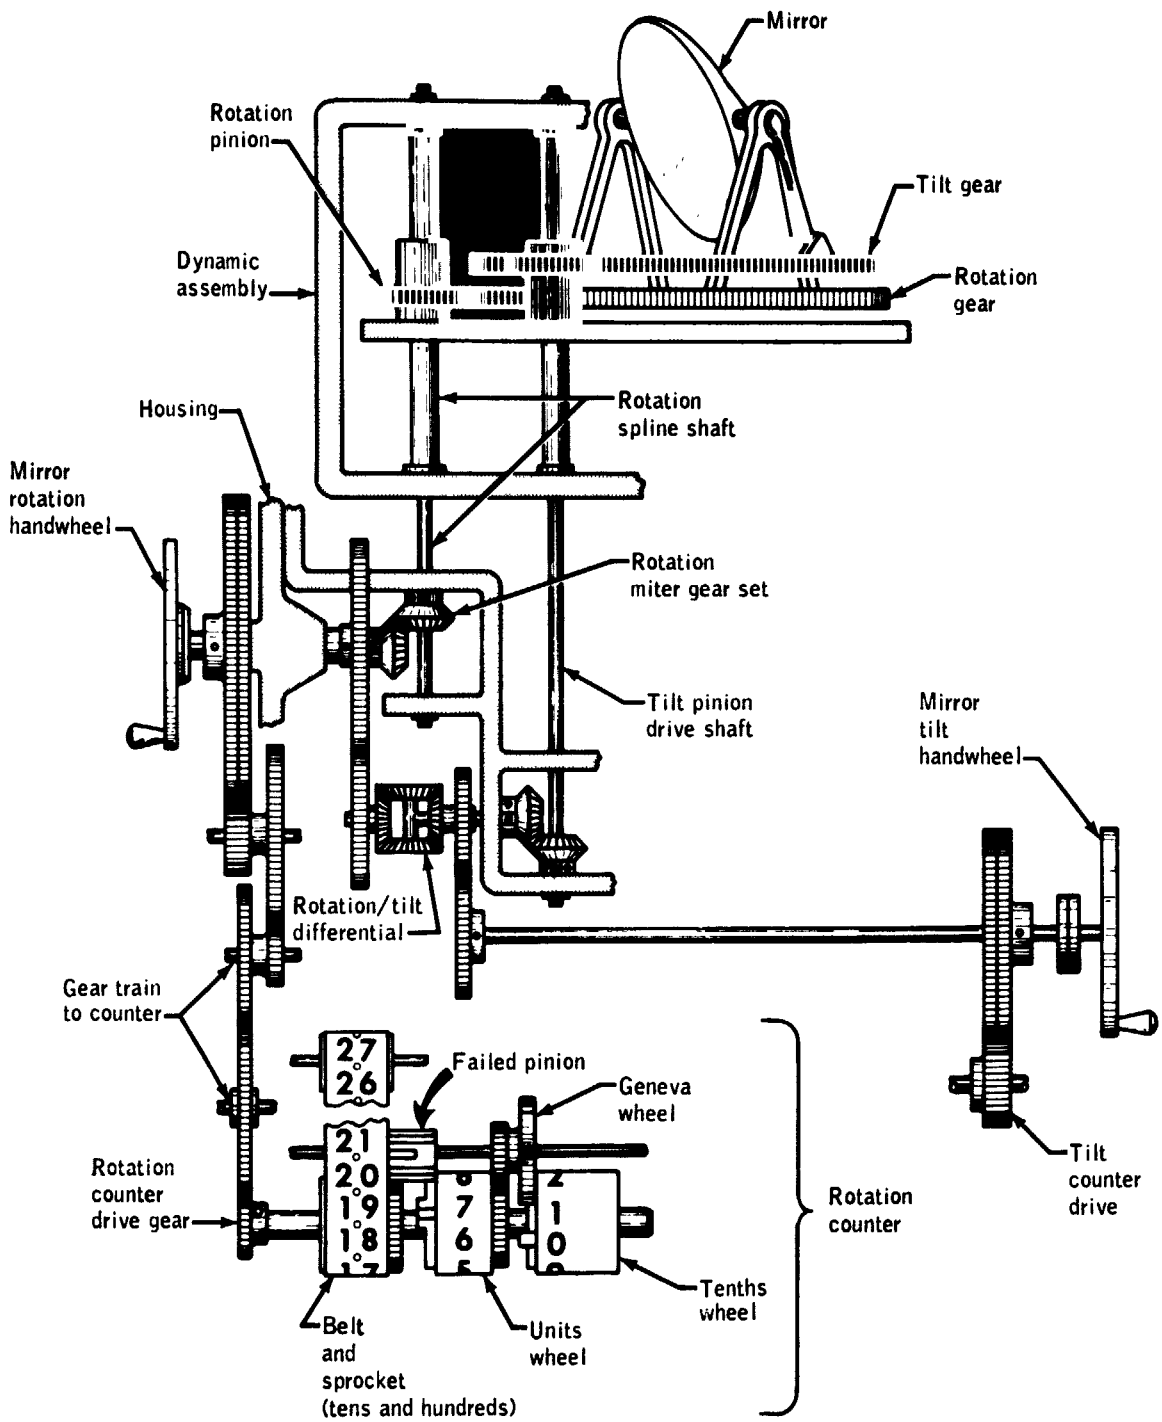 Mirror
Rotation
pinion
Tilt gear
Dynamic
assembly
Rotation
gear
Housing
Rotation
spline shaft
Mirror
rotation
handwheel
Rotation
miter gear set
Tilt pinion
drive shaft
Mirror
tilt
handwheel
Rotation/tilt
differential
Gear train
to counter
27
26
Failed pinion
Geneva
wheel
21
20
19
18
17
7
6
5
2
1
0
Rotation
counter
drive gear
Tilt
counter
drive
Rotation
counter
Tenths
wheel
Units
wheel
Belt
and
sprocket
(tens and hundreds)